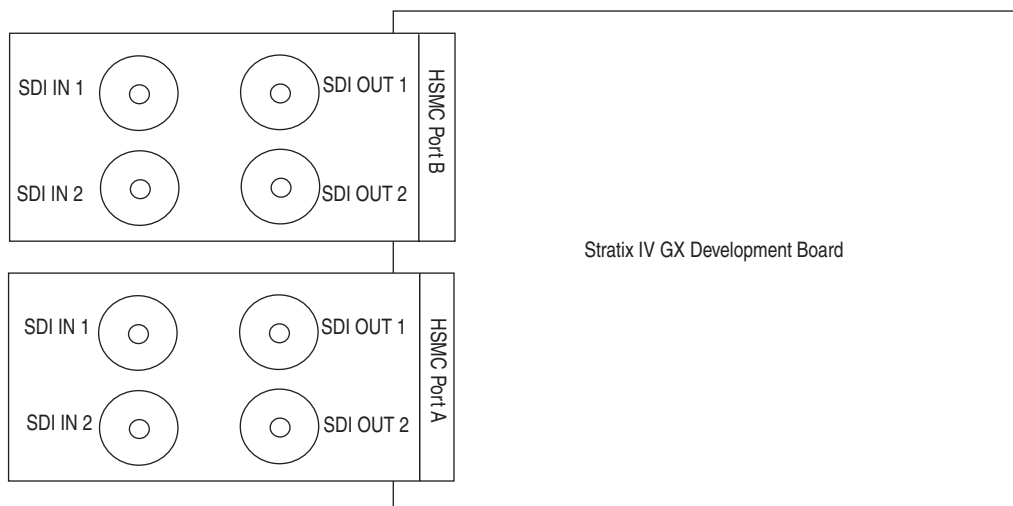 SDI IN 1
SDI OUT 1
SDI IN 2
SDI OUT 2
HSMC Port B
Stratix IV GX Development Board
SDI IN 1
SDI OUT 1
SDI IN 2
SDI OUT 2
HSMC Port A